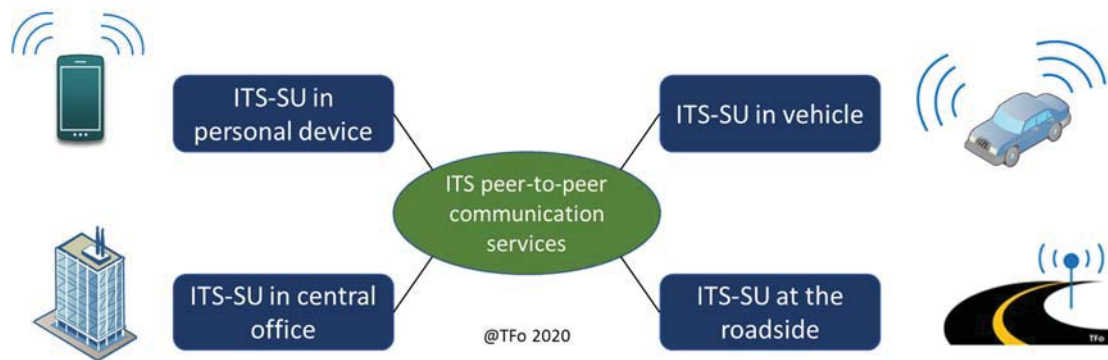 ITS-SU in
personal device
ITS-SU in vehicle
ITS peer-to-peer
communication
services
ITS-SU in central
office
ITS-SU at the
roadside
@TFo 2020
TFo